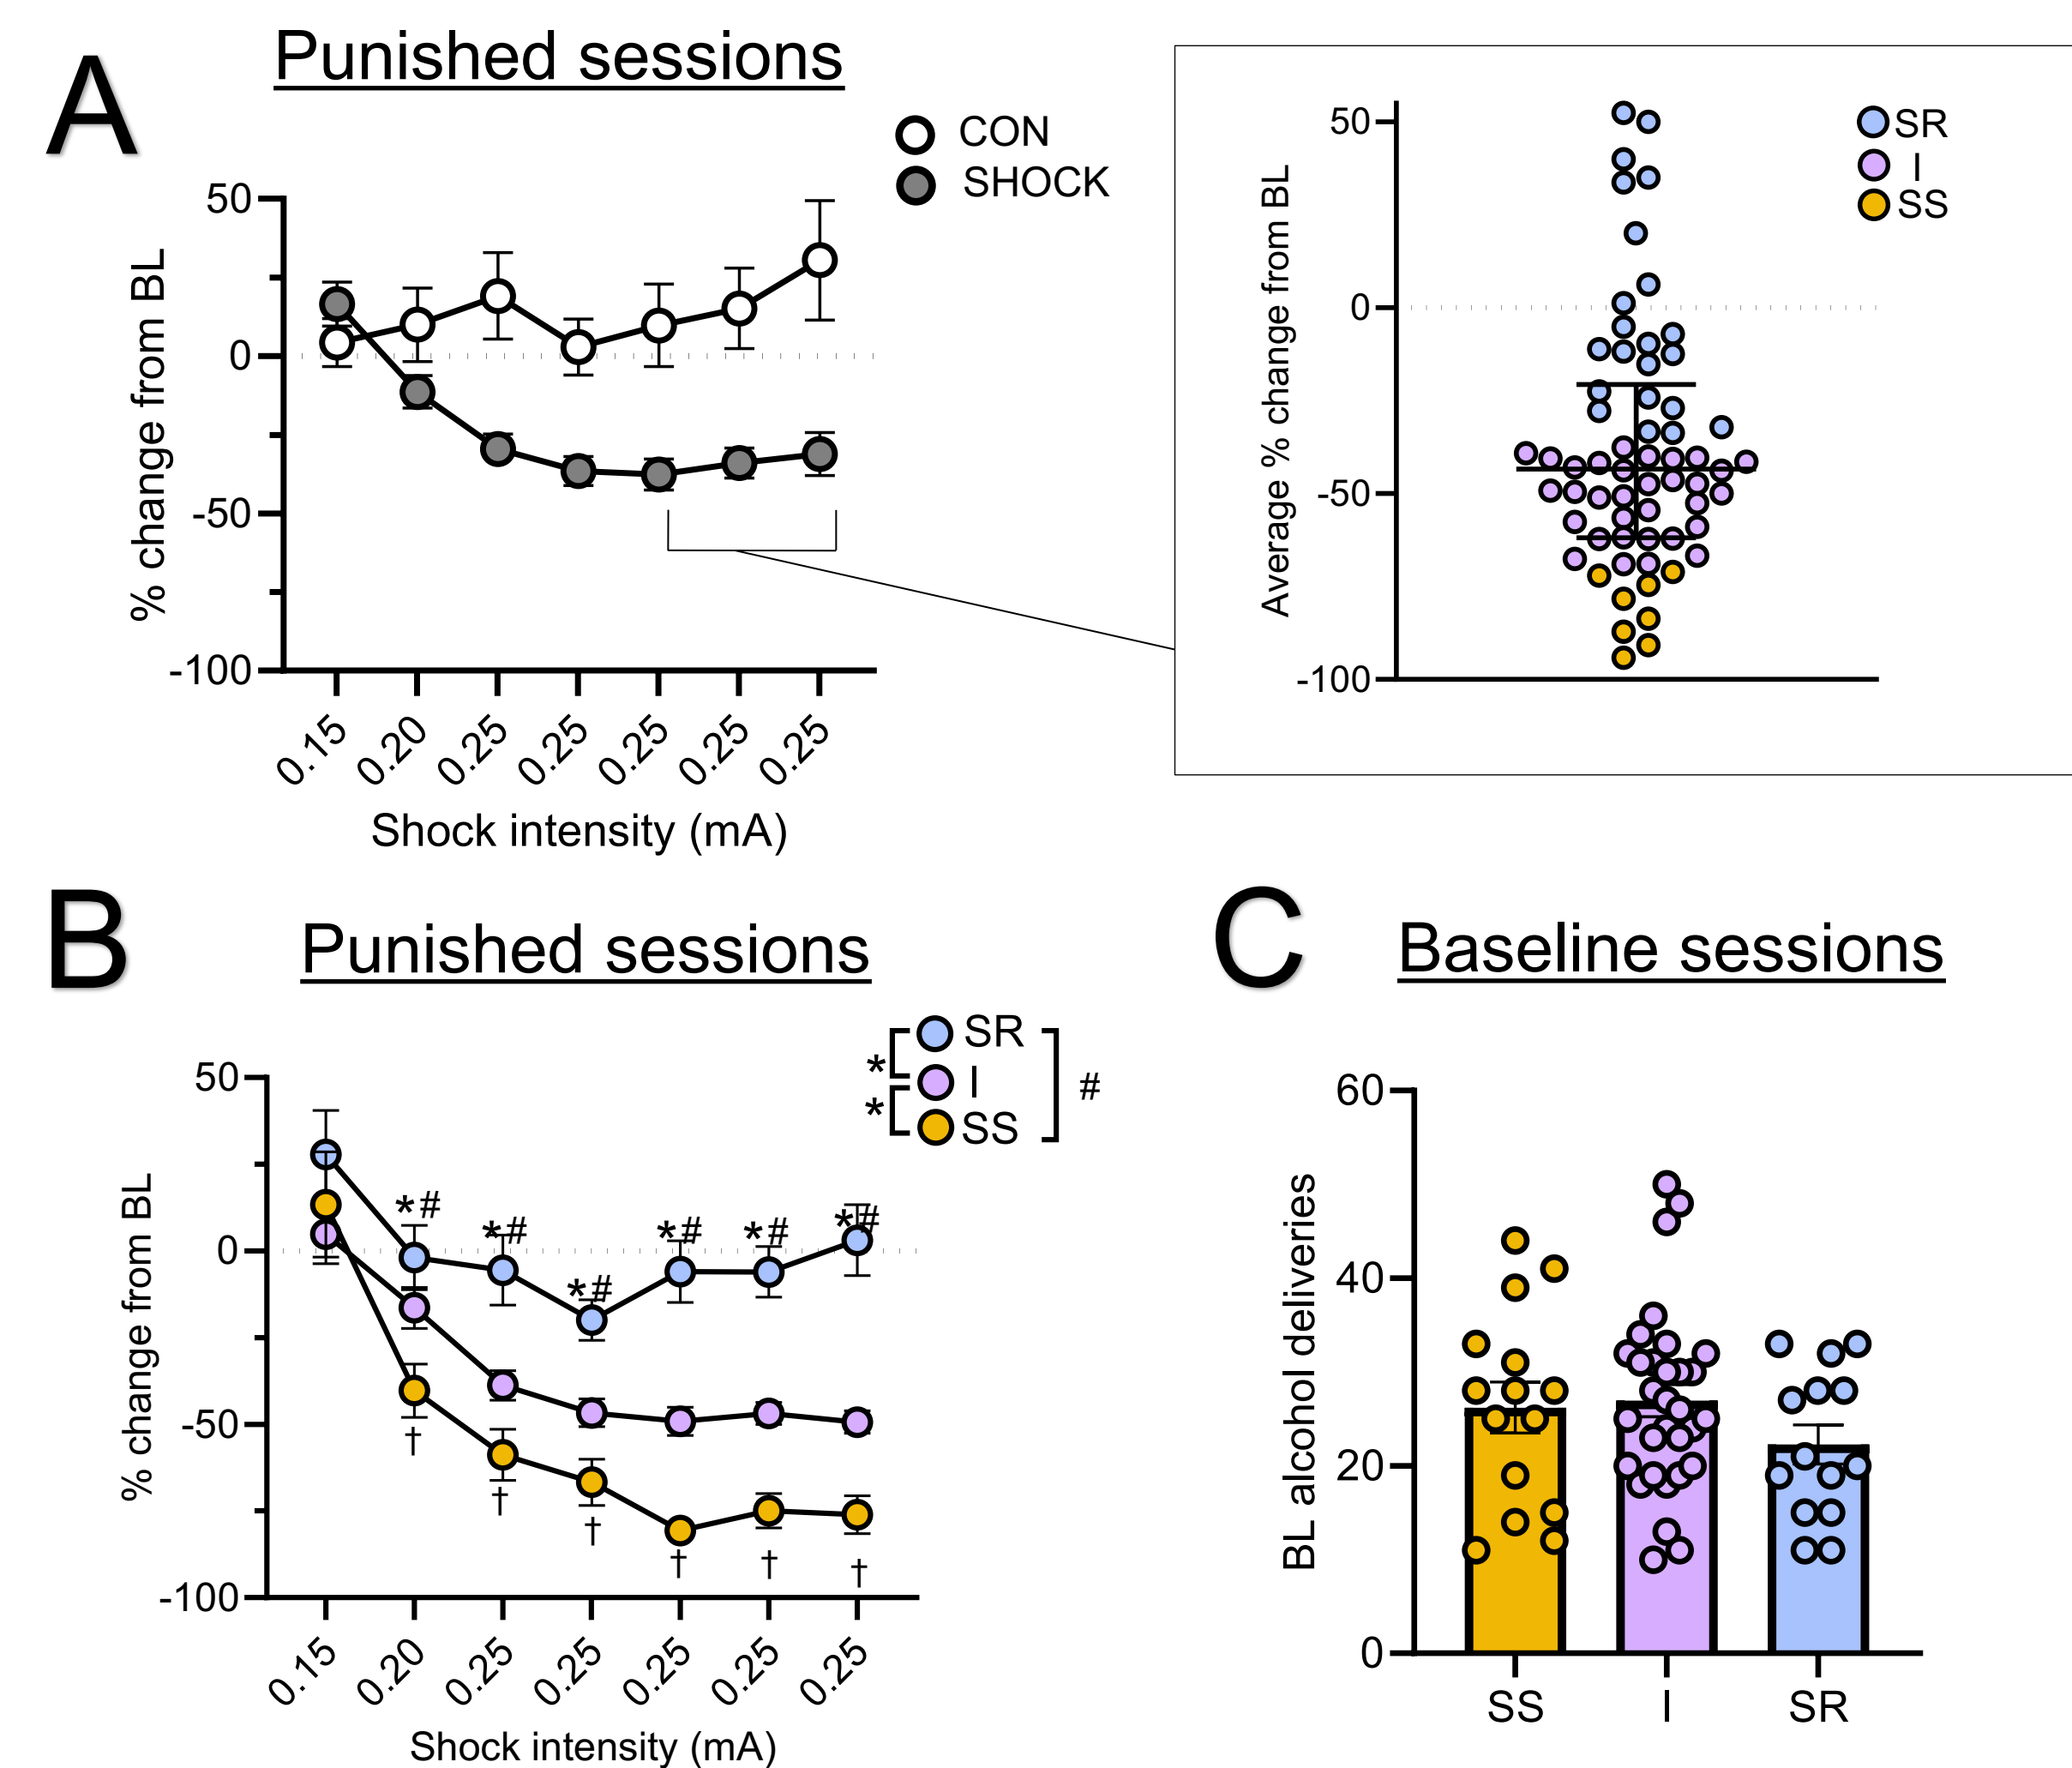 A
Punished sessions
CON
SHOCK
% change from BL
50
0
-50
-100
0.15
0.20
0.25
0.25
0.25
0.25
0.25
Shock intensity (mA)
Average % change from BL
50
0
-50
-100
SR
I
SS
B
Punished sessions
SR
I
SS
*
*
#
% change from BL
50
0
-50
-100
*#
*#
*#
*#
*#
*#
†
†
†
†
†
†
0.15
0.20
0.25
0.25
0.25
0.25
0.25
Shock intensity (mA)
C
Baseline sessions
BL alcohol deliveries
60
40
20
0
SS
I
SR